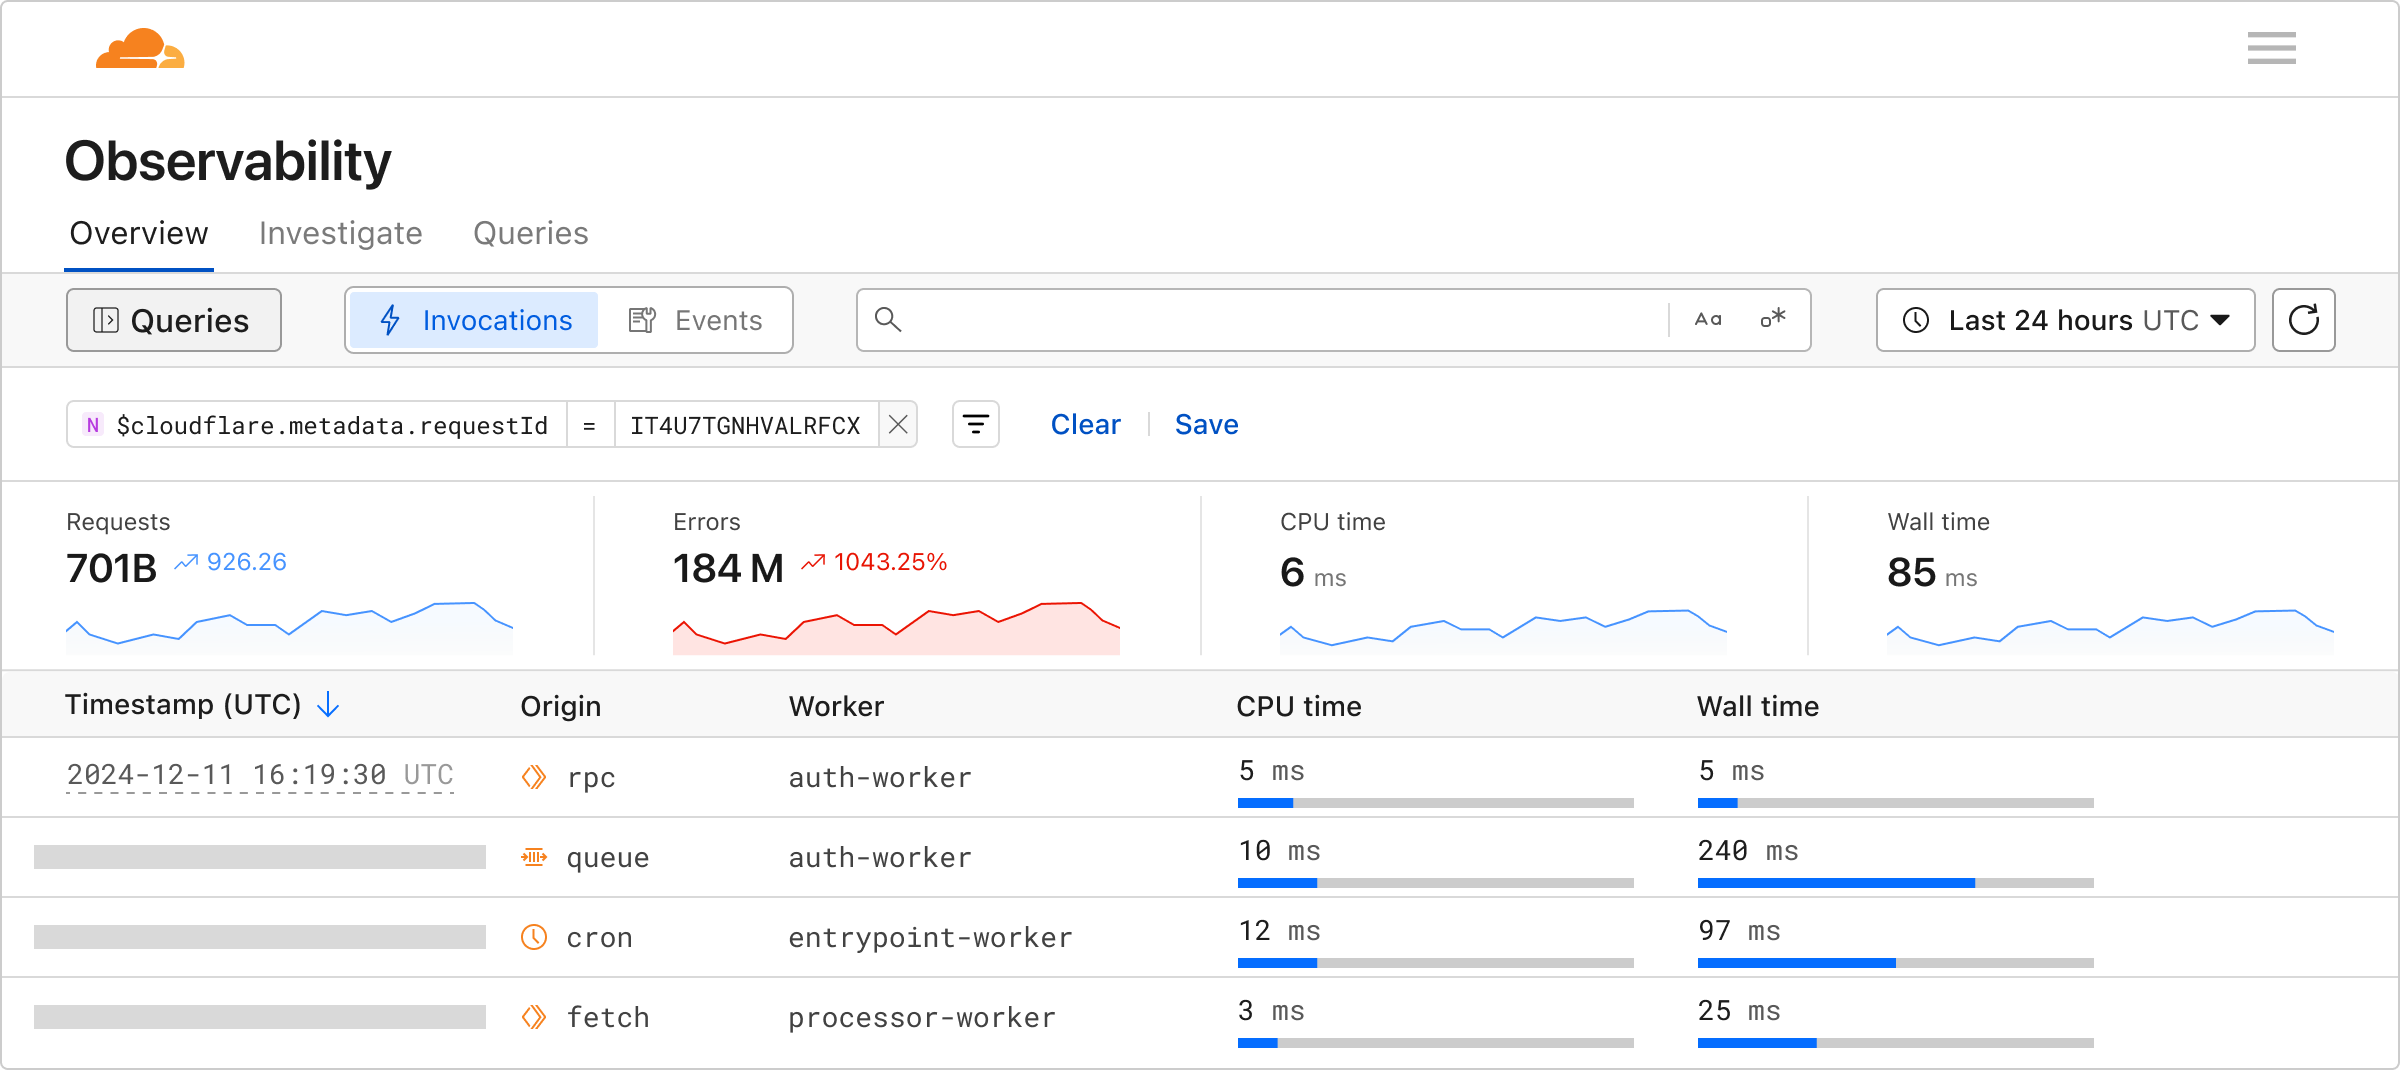 Observability
Overview Investigate Queries
Queries Invocations Events Aa .* Last 24 hours UTC
N $cloudflare.metadata.requestId = IT4U7TGNHVALRFCX Clear Save
Requests Errors CPU time Wall time
701B 926.26 184 M 1043.25% 6 ms 85 ms
Timestamp (UTC) Origin Worker CPU time Wall time
2024-12-11 16:19:30 UTC rpc auth-worker 5 ms 5 ms
queue auth-worker 10 ms 240 ms
cron entrypoint-worker 12 ms 97 ms
fetch processor-worker 3 ms 25 ms